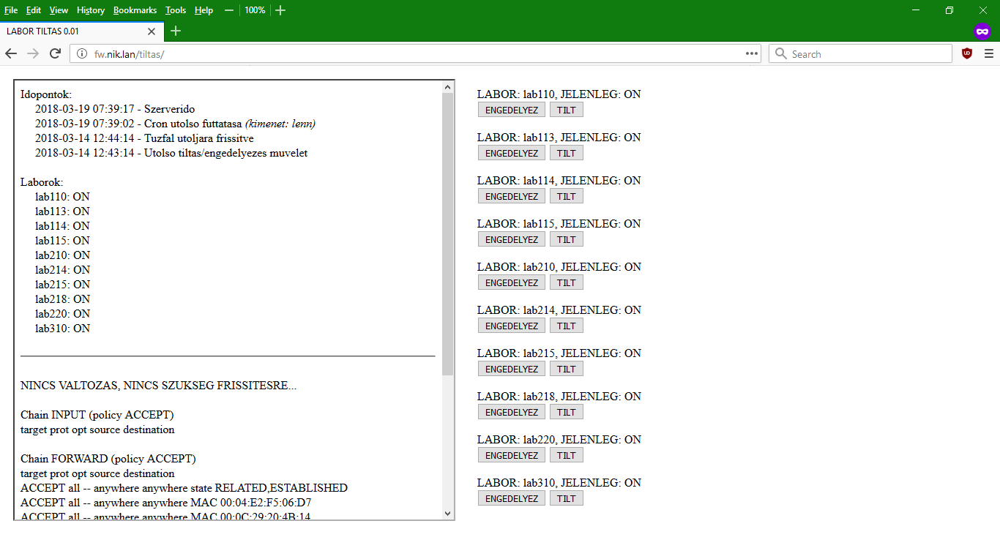 File Edit View History Bookmarks Tools Help 100%
LABOR TILTAS 0.01
fw.nik.lan/tiltas/
Search
Idopontok:
2018-03-19 07:39:17 - Szerverido
2018-03-19 07:39:02 - Cron utolso futtatasa (kimenet: lenn)
2018-03-14 12:44:14 - Tuzfal utoljara frissitve
2018-03-14 12:43:14 - Utolso tiltas/engedelyezes muvelet
Laborok:
lab110: ON
lab113: ON
lab114: ON
lab115: ON
lab210: ON
lab214: ON
lab215: ON
lab218: ON
lab220: ON
lab310: ON
NINCS VALTOZAS, NINCS SZUKSEG FRISSITESRE...
Chain INPUT (policy ACCEPT)
target prot opt source destination
Chain FORWARD (policy ACCEPT)
target prot opt source destination
ACCEPT all -- anywhere anywhere state RELATED,ESTABLISHED
ACCEPT all -- anywhere anywhere MAC 00:04:E2:F5:06:D7
ACCEPT all -- anywhere anywhere MAC 00:0C:29:20:4B:14
LABOR: lab110, JELENLEG: ON
ENGEDELYEZ TILT
LABOR: lab113, JELENLEG: ON
ENGEDELYEZ TILT
LABOR: lab114, JELENLEG: ON
ENGEDELYEZ TILT
LABOR: lab115, JELENLEG: ON
ENGEDELYEZ TILT
LABOR: lab210, JELENLEG: ON
ENGEDELYEZ TILT
LABOR: lab214, JELENLEG: ON
ENGEDELYEZ TILT
LABOR: lab215, JELENLEG: ON
ENGEDELYEZ TILT
LABOR: lab218, JELENLEG: ON
ENGEDELYEZ TILT
LABOR: lab220, JELENLEG: ON
ENGEDELYEZ TILT
LABOR: lab310, JELENLEG: ON
ENGEDELYEZ TILT